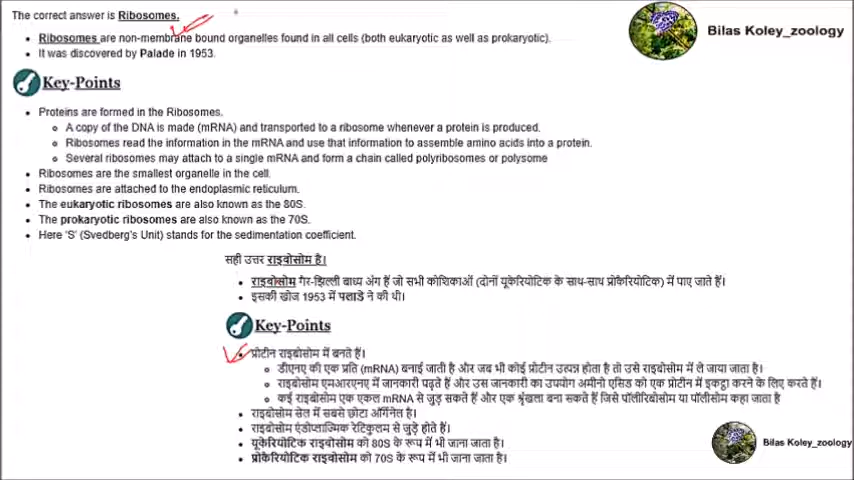 The correct answer is Ribosomes.
Ribosomes are non-membrane bound organelles found in all cells (both eukaryotic as well as prokaryotic).
It was discovered by Palade in 1953.
Bilas Koley_zoology
Key-Points
Proteins are formed in the Ribosomes.
A copy of the DNA is made (mRNA) and transported to a ribosome whenever a protein is produced.
Ribosomes read the information in the mRNA and use that information to assemble amino acids into a protein.
Several ribosomes may attach to a single mRNA and form a chain called polyribosomes or polysome
Ribosomes are the smallest organelle in the cell.
Ribosomes are attached to the endoplasmic reticulum.
The eukaryotic ribosomes are also known as the 80S.
The prokaryotic ribosomes are also known as the 70S.
Here 'S' (Svedberg's Unit) stands for the sedimentation coefficient.
सही उत्तर राइबोसोम है।
राइबोसोम गैर-झिल्ली बाध्य अंग हैं जो सभी कोशिकाओं (दोनों यूकेरियोटिक के साथ-साथ प्रोकैरियोटिक) में पाए जाते हैं।
इसकी खोज 1953 में पलाडे ने की थी।
Key-Points
प्रोटीन राइबोसोम में बनते हैं।
डीएनए की एक प्रति (mRNA) बनाई जाती है और जब भी कोई प्रोटीन उत्पन्न होता है तो उसे राइबोसोम में ले जाया जाता है।
राइबोसोम एमआरएनए में जानकारी पढ़ते हैं और उस जानकारी का उपयोग अमीनो एसिड को एक प्रोटीन में इकट्ठा करने के लिए करते हैं।
कई राइबोसोम एक एकल mRNA से जुड़ सकते हैं और एक श्रृंखला बना सकते हैं जिसे पॉलीरिबोसोम या पॉलीसोम कहा जाता है
राइबोसोम सेल में सबसे छोटा ऑर्गेनेल है।
राइबोसोम एंडोप्लाज्मिक रेटिकुलम से जुड़े होते हैं।
यूकेरियोटिक राइबोसोम को 80S के रूप में भी जाना जाता है।
प्रोकैरियोटिक राइबोसोम को 70S के रूप में भी जाना जाता है।
Bilas Koley_zoology